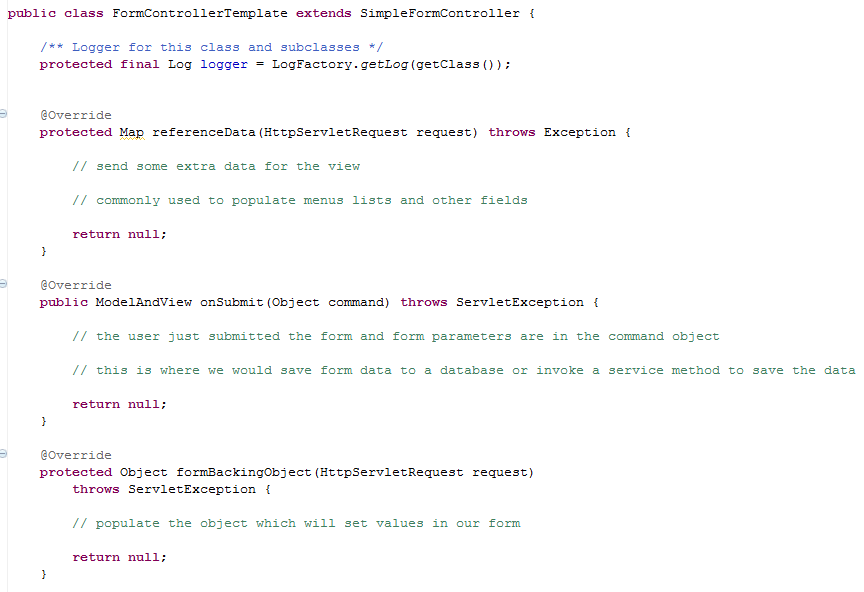 public class FormControllerTemplate extends SimpleFormController {
/** Logger for this class and subclasses */
protected final Log logger = LogFactory.getLog(getClass());
@Override
protected Map referenceData(HttpServletRequest request) throws Exception {
// send some extra data for the view
// commonly used to populate menus lists and other fields
return null;
}
@Override
public ModelAndView onSubmit(Object command) throws ServletException {
// the user just submitted the form and form parameters are in the command object
// this is where we would save form data to a database or invoke a service method to save the data
return null;
}
@Override
protected Object formBackingObject(HttpServletRequest request)
throws ServletException {
// populate the object which will set values in our form
return null;
}